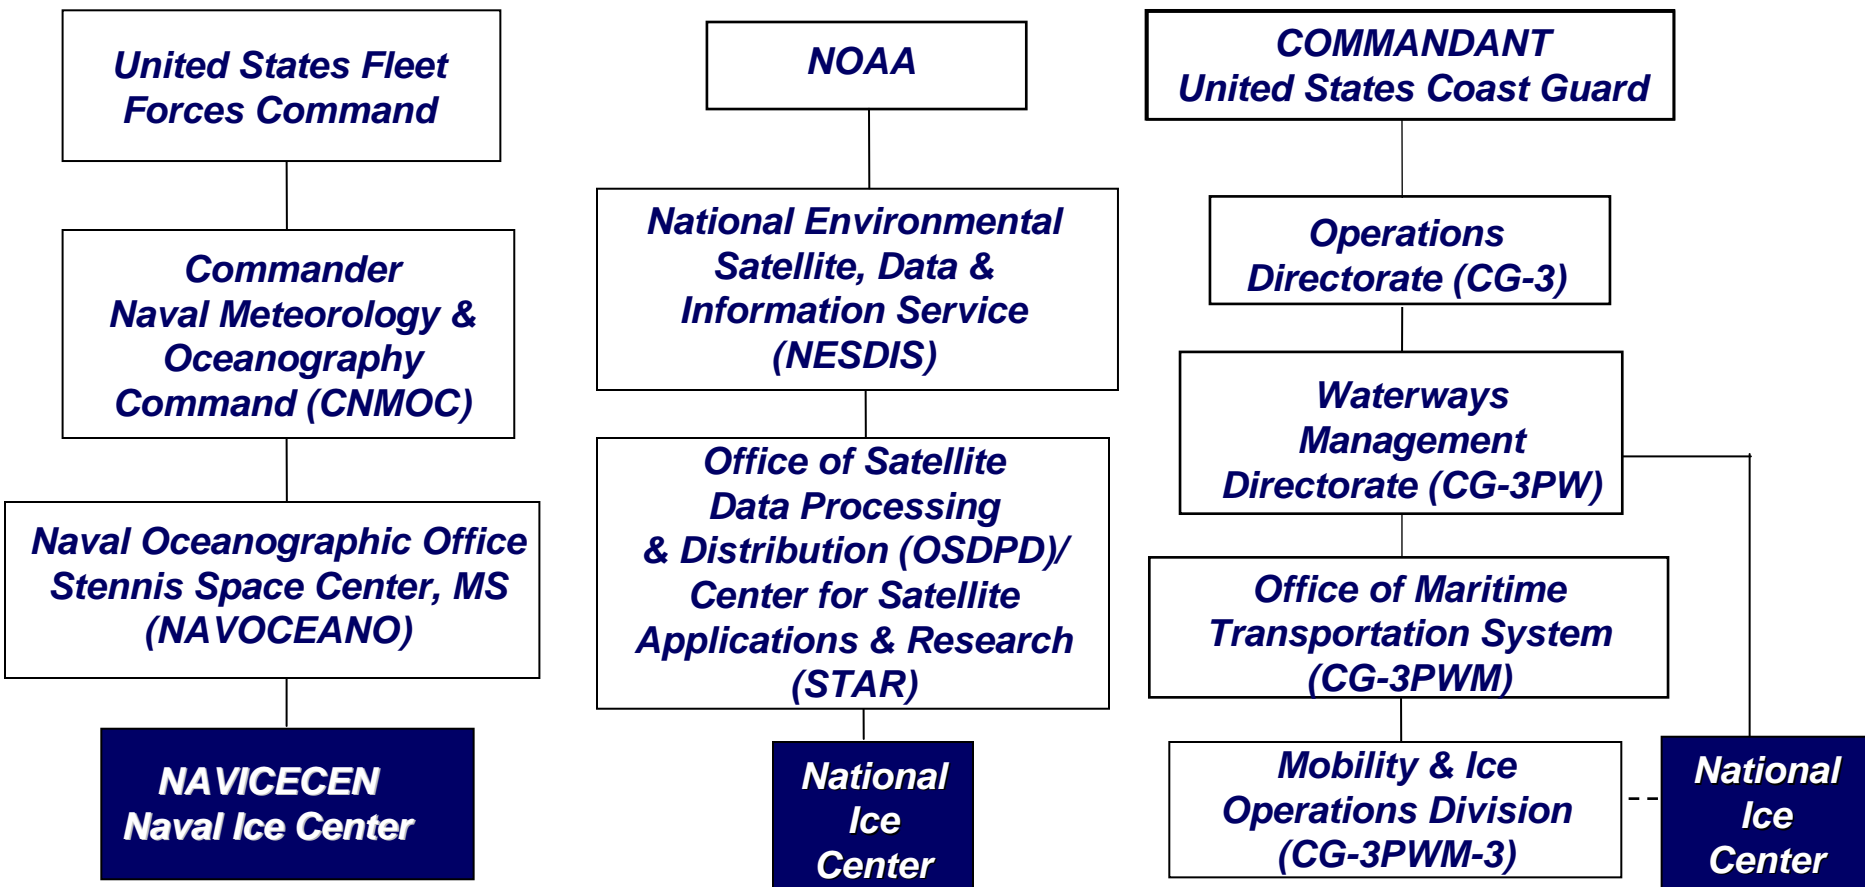 United States Fleet
Forces Command
Commander
Naval Meteorology &
Oceanography
Command (CNMOC)
Naval Oceanographic Office
Stennis Space Center, MS
(NAVOCEANO)
NAVICECEN
Naval Ice Center
NOAA
National Environmental
Satellite, Data &
Information Service
(NESDIS)
Office of Satellite
Data Processing
& Distribution (OSDPD)/
Center for Satellite
Applications & Research
(STAR)
National
Ice
Center
COMMANDANT
United States Coast Guard
Operations
Directorate (CG-3)
Waterways
Management
Directorate (CG-3PW)
Office of Maritime
Transportation System
(CG-3PWM)
Mobility & Ice
Operations Division
(CG-3PWM-3)
National
Ice
Center